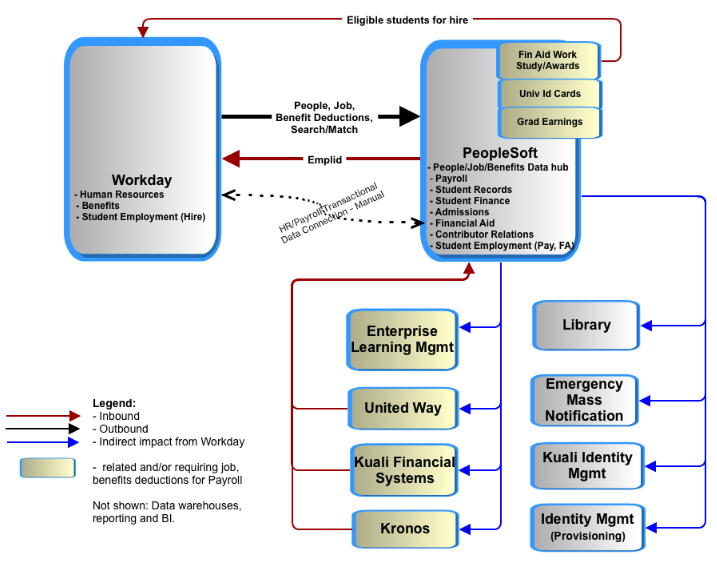 Eligible students for hire
Fin Aid Work
Study/Awards
Univ Id Cards
Grad Earnings
People, Job,
Benefit Deductions,
Search/Match
Emplid
Workday
- Human Resources
- Benefits
- Student Employment (Hire)
PeopleSoft
- People/Job/Benefits Data hub
- Payroll
- Student Records
- Student Finance
- Admissions
- Financial Aid
- Contributor Relations
- Student Employment (Pay, FA)
HR/Payroll Transactional
Data Connection - Manual
Enterprise
Learning Mgmt
United Way
Kuali Financial
Systems
Kronos
Library
Emergency
Mass
Notification
Kuali Identity
Mgmt
Identity Mgmt
(Provisioning)
Legend:
- Inbound
- Outbound
- Indirect impact from Workday
- related and/or requiring job,
benefits deductions for Payroll
Not shown: Data warehouses,
reporting and BI.